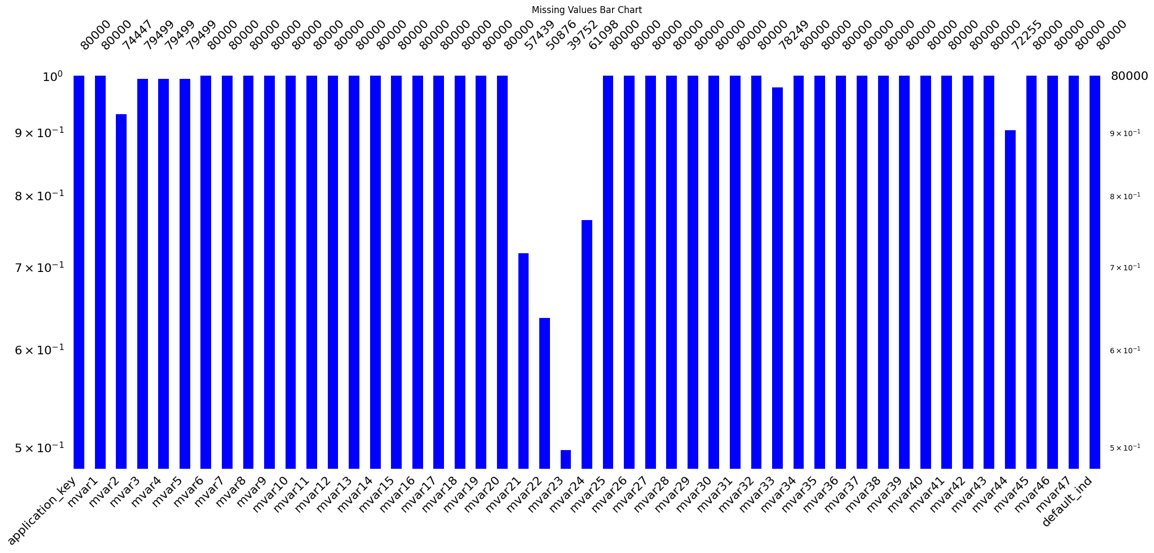 Missing Values Bar Chart
80000 80000 74447 79499 79499 79499 80000 80000 80000 80000 80000 80000 80000 80000 80000 80000 80000 80000 80000 80000 80000 57439 50876 39752 61098 80000 80000 80000 80000 80000 80000 80000 80000 78249 80000 80000 80000 80000 80000 80000 80000 80000 80000 80000 72255 80000 80000 80000 80000
10⁰ 80000
9 × 10⁻¹ 9 × 10⁻¹
8 × 10⁻¹ 8 × 10⁻¹
7 × 10⁻¹ 7 × 10⁻¹
6 × 10⁻¹ 6 × 10⁻¹
5 × 10⁻¹ 5 × 10⁻¹
application_key mvar1 mvar2 mvar3 mvar4 mvar5 mvar6 mvar7 mvar8 mvar9 mvar10 mvar11 mvar12 mvar13 mvar14 mvar15 mvar16 mvar17 mvar18 mvar19 mvar20 mvar21 mvar22 mvar23 mvar24 mvar25 mvar26 mvar27 mvar28 mvar29 mvar30 mvar31 mvar32 mvar33 mvar34 mvar35 mvar36 mvar37 mvar38 mvar39 mvar40 mvar41 mvar42 mvar43 mvar44 mvar45 mvar46 mvar47 default_ind